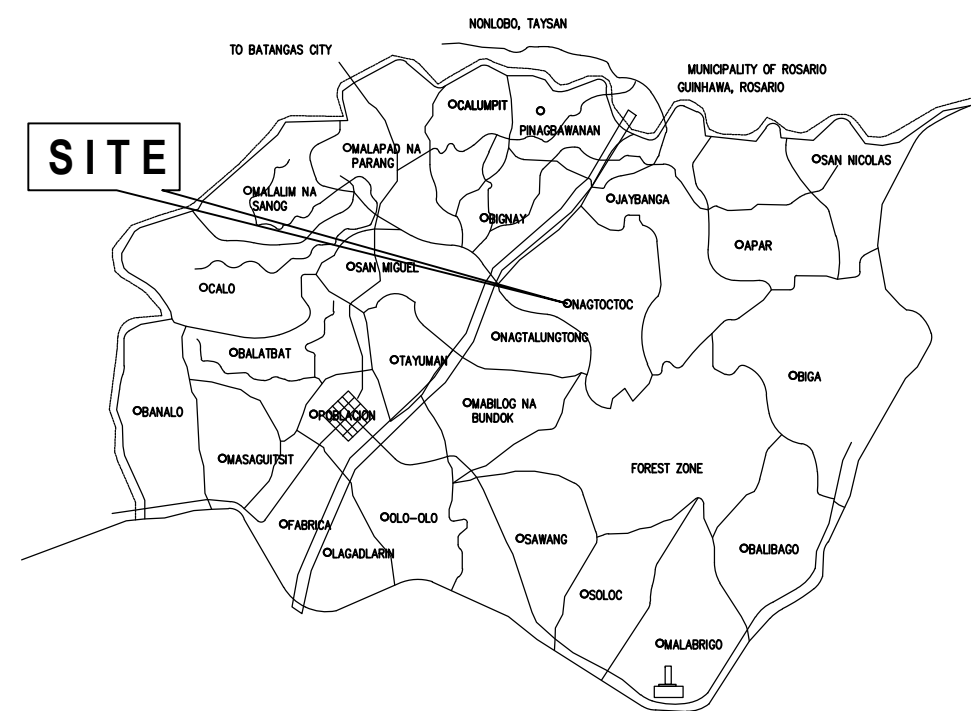 NONLOBO, TAYSAN
TO BATANGAS CITY
MUNICIPALITY OF ROSARIO
GUINHAWA, ROSARIO
CALUMPIT
PINAGBAWANAN
SITE
MALAPAD NA
PARANG
SAN NICOLAS
MALALIM NA
SANOG
JAYBANGA
BIGNAY
APAR
SAN MIGUEL
CALO
NAGTOCTOC
NAGTALUNGTONG
BALATBAT
TAYUMAN
BIGA
BANALO
POBLACION
MABILOG NA
BUNDOK
MASAGUITSIT
FOREST ZONE
FABRICA
OLO-OLO
LAGADLARIN
SAWANG
BALIBAGO
SOLOC
MALABRIGO